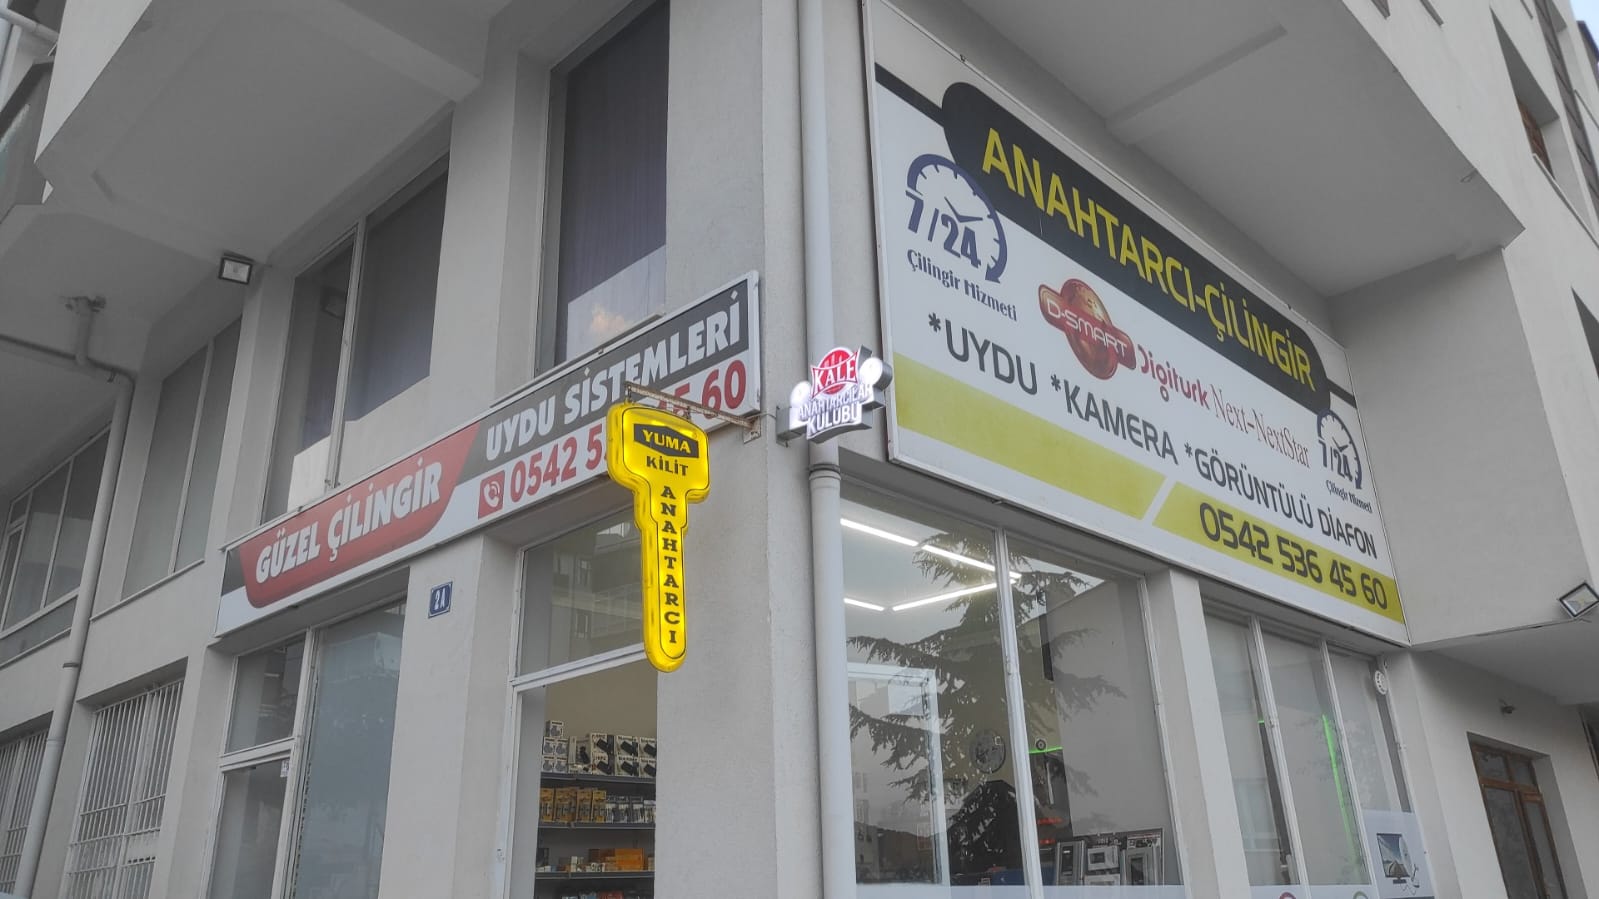 GÜZEL ÇİLİNGİR
UYDU SİSTEMLERİ
0542 5
45 60
2A
YUMA
KİLİT
ANAHTARCI
KALE
ANAHTARCILAR
KULÜBÜ
ANAHTARCI-ÇİLİNGİR
7/24
Çilingir Hizmeti
D-SMART Digiturk Next-NextStar
*UYDU *KAMERA *GÖRÜNTÜLÜ DİAFON
7/24
Çilingir Hizmeti
0542 536 45 60